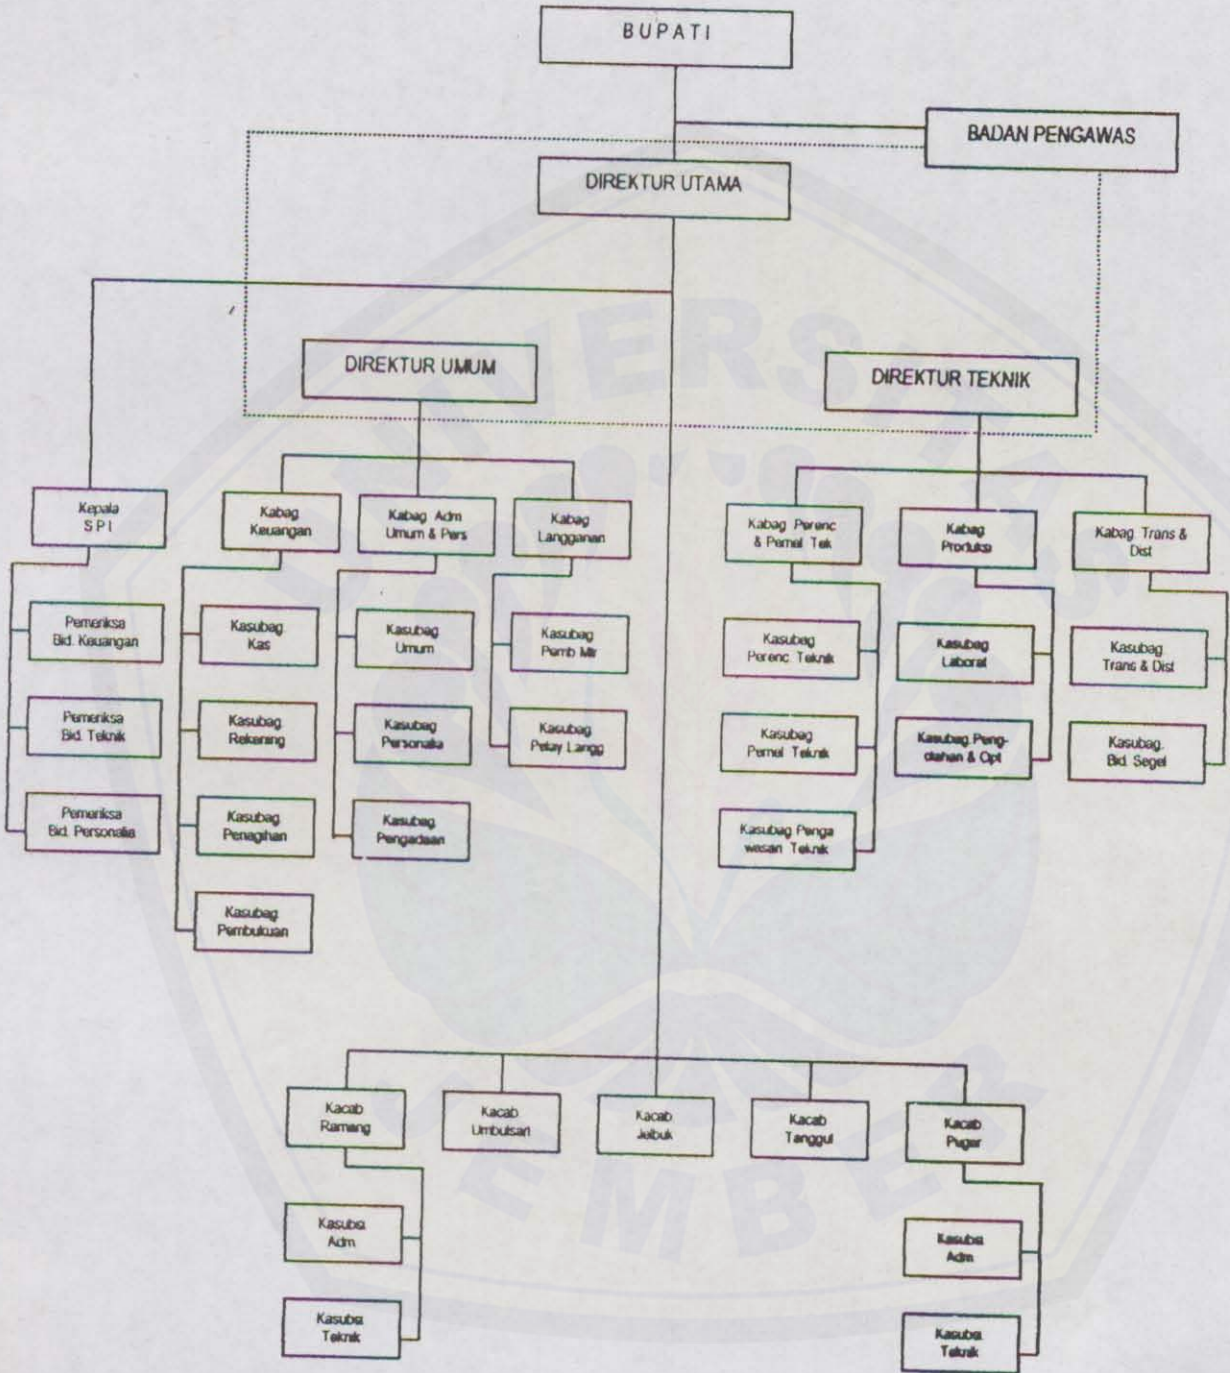 BUPATI
BADAN PENGAWAS
DIREKTUR UTAMA
DIREKTUR UMUM
DIREKTUR TEKNIK
Kepala
S P I
Kabag
Keuangan
Kabag Adm
Umum & Pers
Kabag
Langganan
Kabag Perenc
& Pemel Tek
Kabag
Produksi
Kabag Trans &
Dist
Pemeriksa
Bid. Keuangan
Pemeriksa
Bid. Teknik
Pemeriksa
Bid. Personalia
Kasubag
Kas
Kasubag
Rekening
Kasubag
Penagihan
Kasubag
Pembukuan
Kasubag
Umum
Kasubag
Personalia
Kasubag
Pengadaan
Kasubag
Pemb Mtr
Kasubag
Pelay Langg
Kasubag
Perenc Teknik
Kasubag
Pemel Teknik
Kasubag Penga
wasan Teknik
Kasubag
Laborat
Kasubag Peng-
olahan & Opt
Kasubag
Trans & Dist
Kasubag.
Bid. Segel
Kacab
Kacab
Umbulsari
Kacab
Jelbuk
Kacab
Tanggul
Kacab
Puger
Kasubsi
Adm
Kasubsi
Teknik
Kasubsi
Adm
Kasubsi
Teknik
UNIVERSITAS
JEMBER